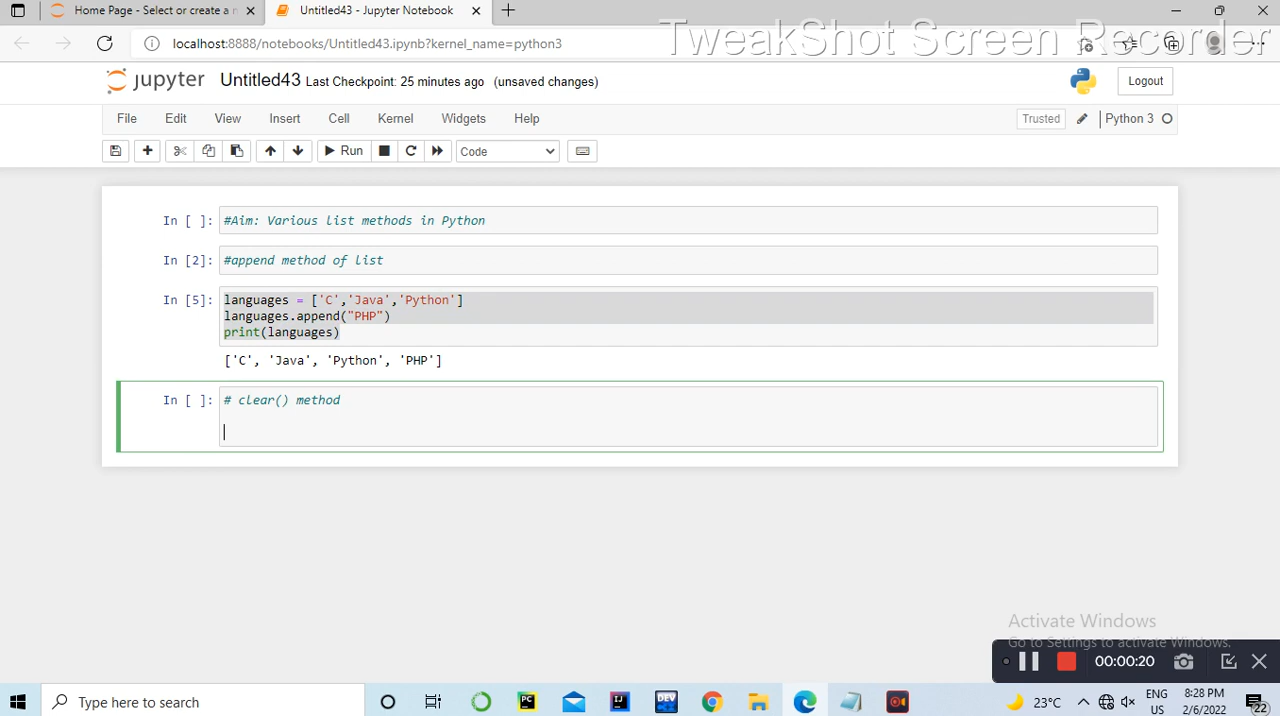 Home Page - Select or create a n
Untitled43 - Jupyter Notebook
TweakShot Screen Recorder
localhost:8888/notebooks/Untitled43.ipynb?kernel_name=python3
jupyter Untitled43 Last Checkpoint: 25 minutes ago (unsaved changes)
Logout
File Edit View Insert Cell Kernel Widgets Help
Trusted Python 3
Run Code
In [ ]: #Aim: Various list methods in Python
In [2]: #append method of list
In [5]: languages = ['C','Java','Python']
languages.append("PHP")
print(languages)
['C', 'Java', 'Python', 'PHP']
In [ ]: # clear() method
Activate Windows
Go to Settings to activate Windows.
00:00:20
Type here to search
PC
IJ
DEV
23°C
ENG
US
8:28 PM
2/6/2022
22